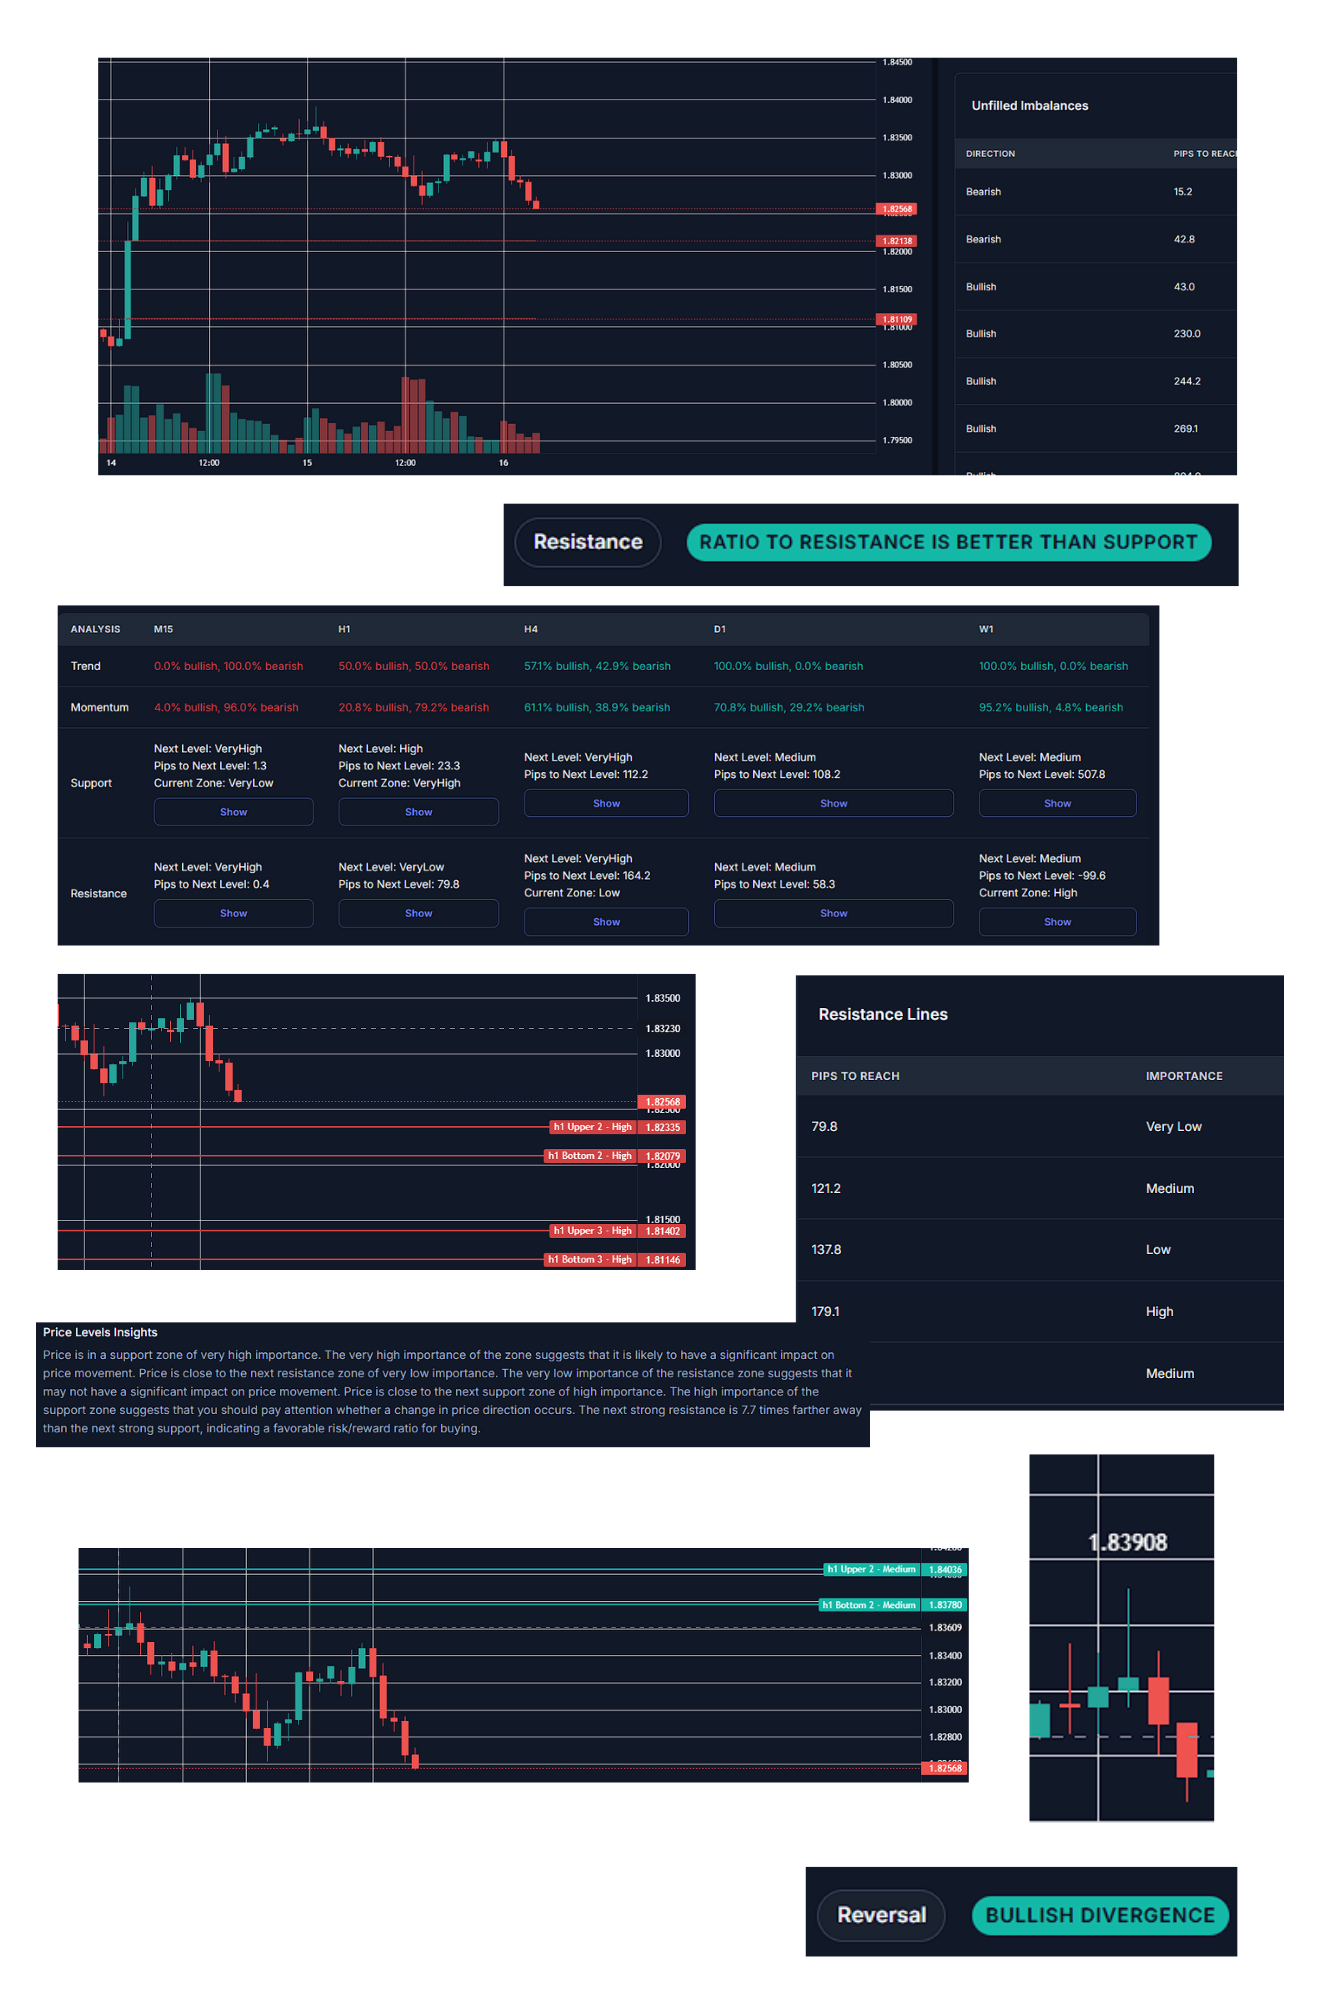 1.84500
1.84000
1.83500
1.83000
1.82568
1.82138
1.82000
1.81500
1.81109
1.81000
1.80500
1.80000
1.79500
14 12:00 15 12:00 16
Unfilled Imbalances
DIRECTION PIPS TO REACH
Bearish 15.2
Bearish 42.8
Bullish 43.0
Bullish 230.0
Bullish 244.2
Bullish 269.1
Resistance RATIO TO RESISTANCE IS BETTER THAN SUPPORT
ANALYSIS M15 H1 H4 D1 W1
Trend 0.0% bullish, 100.0% bearish 50.0% bullish, 50.0% bearish 57.1% bullish, 42.9% bearish 100.0% bullish, 0.0% bearish 100.0% bullish, 0.0% bearish
Momentum 4.0% bullish, 96.0% bearish 20.8% bullish, 79.2% bearish 61.1% bullish, 38.9% bearish 70.8% bullish, 29.2% bearish 95.2% bullish, 4.8% bearish
Support
Next Level: VeryHigh
Pips to Next Level: 1.3
Current Zone: VeryLow
Show
Next Level: High
Pips to Next Level: 23.3
Current Zone: VeryHigh
Show
Next Level: VeryHigh
Pips to Next Level: 112.2
Show
Next Level: Medium
Pips to Next Level: 108.2
Show
Next Level: Medium
Pips to Next Level: 507.8
Show
Resistance
Next Level: VeryHigh
Pips to Next Level: 0.4
Show
Next Level: VeryLow
Pips to Next Level: 79.8
Show
Next Level: VeryHigh
Pips to Next Level: 164.2
Current Zone: Low
Show
Next Level: Medium
Pips to Next Level: 58.3
Show
Next Level: Medium
Pips to Next Level: -99.6
Current Zone: High
Show
1.83500
1.83230
1.83000
1.82568
1.82500
h1 Upper 2 - High 1.82335
h1 Bottom 2 - High 1.82079
1.82000
1.81500
h1 Upper 3 - High 1.81402
h1 Bottom 3 - High 1.81146
Resistance Lines
PIPS TO REACH IMPORTANCE
79.8 Very Low
121.2 Medium
137.8 Low
179.1 High
Medium
Price Levels Insights
Price is in a support zone of very high importance. The very high importance of the zone suggests that it is likely to have a significant impact on
price movement. Price is close to the next resistance zone of very low importance. The very low importance of the resistance zone suggests that it
may not have a significant impact on price movement. Price is close to the next support zone of high importance. The high importance of the
support zone suggests that you should pay attention whether a change in price direction occurs. The next strong resistance is 7.7 times farther away
than the next strong support, indicating a favorable risk/reward ratio for buying.
1.83908
h1 Upper 2 - Medium 1.84036
h1 Bottom 2 - Medium 1.83780
1.83609
1.83400
1.83200
1.83000
1.82800
1.82568
Reversal BULLISH DIVERGENCE